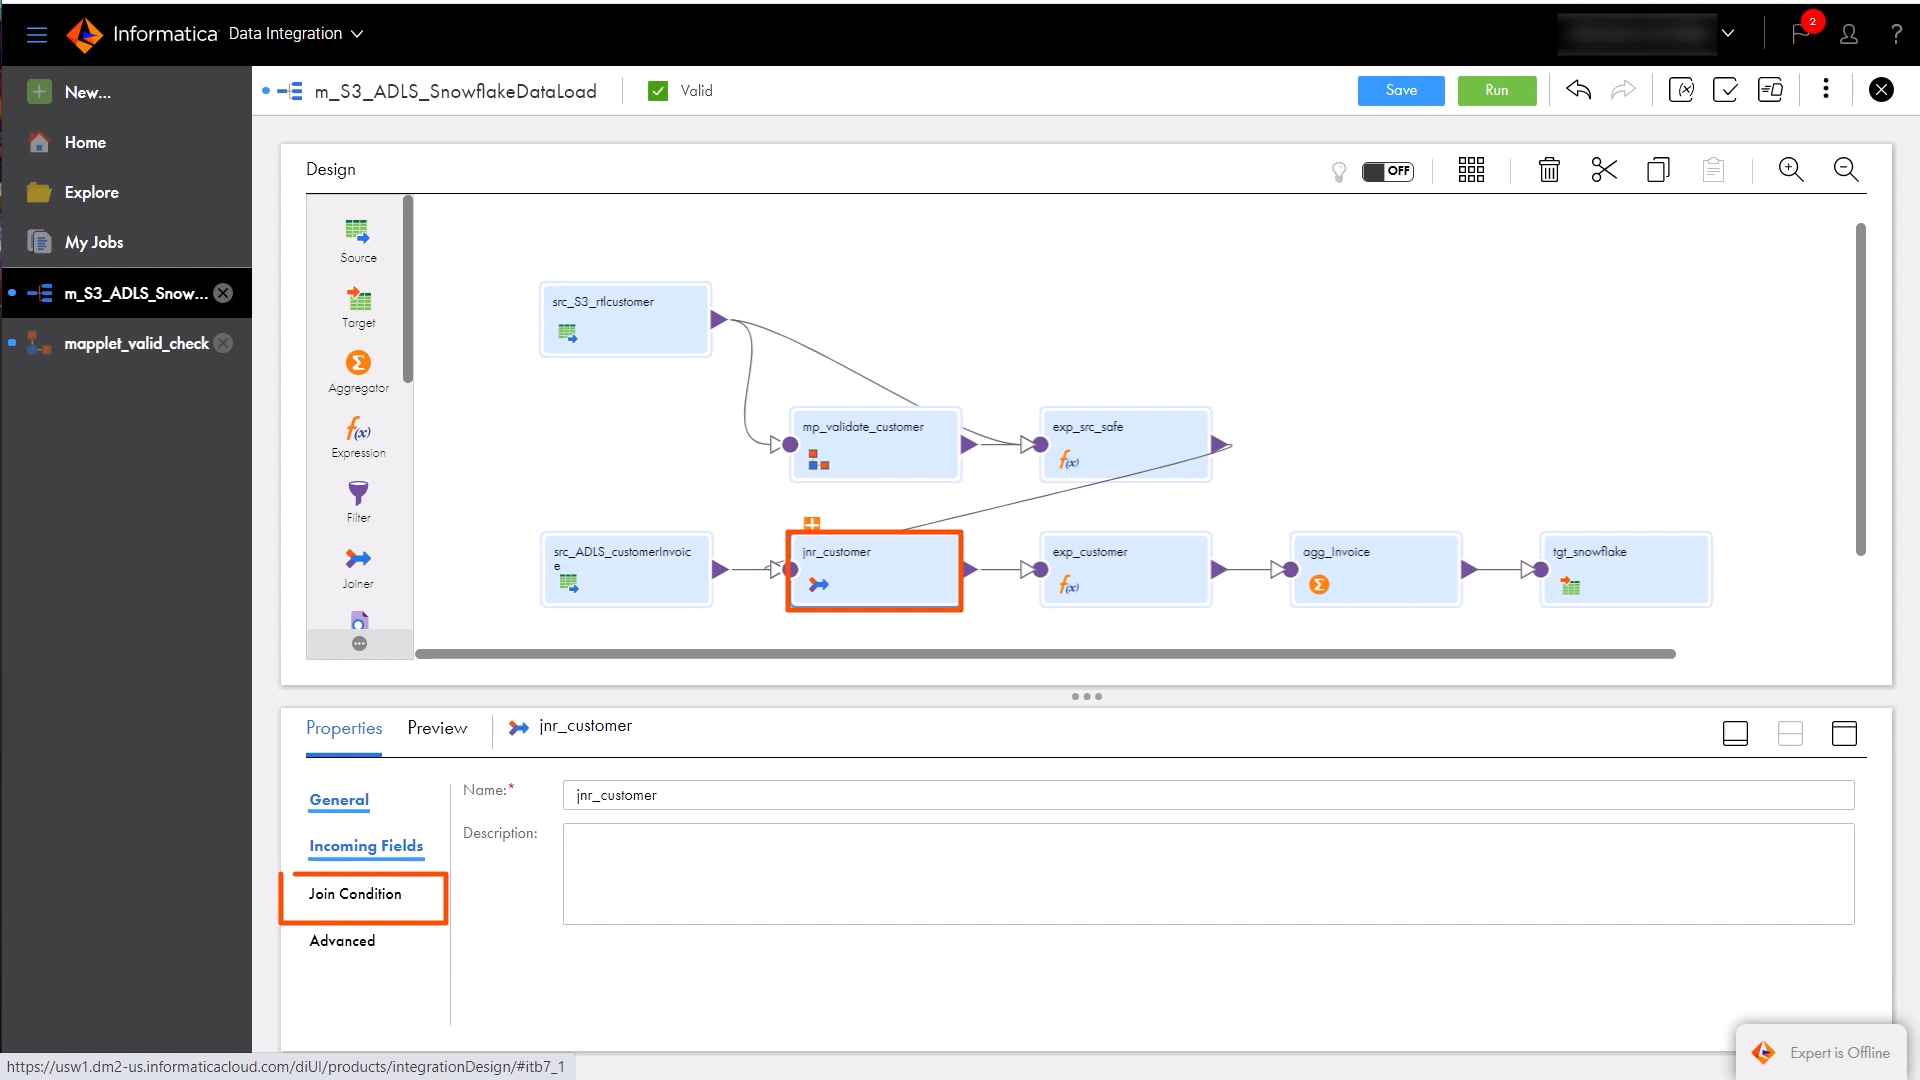 Informatica Data Integration
2
?
New...
Home
Explore
My Jobs
m_S3_ADLS_Snow...
mapplet_valid_check
m_S3_ADLS_SnowflakeDataLoad
Valid
Save
Run
Design
OFF
Source
Target
Aggregator
Expression
Filter
Joiner
src_S3_rtlcustomer
mp_validate_customer
exp_src_safe
src_ADLS_customerInvoic
e
jnr_customer
exp_customer
agg_Invoice
tgt_snowflake
Properties
Preview
jnr_customer
General
Incoming Fields
Join Condition
Advanced
Name:*
jnr_customer
Description:
Expert is Offline
https://usw1.dm2-us.informaticacloud.com/diUI/products/integrationDesign/#itb7_1